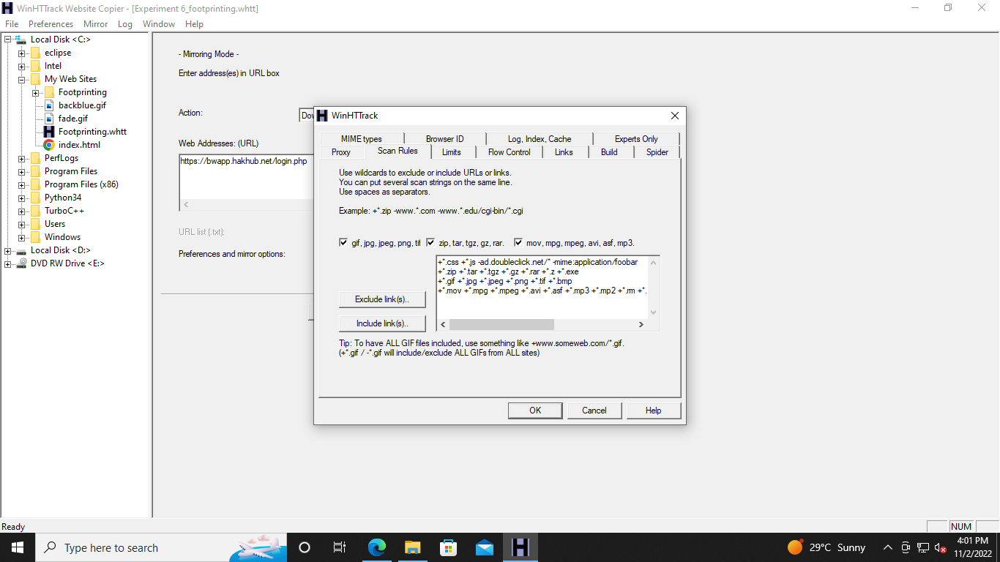 WinHTTrack Website Copier - [Experiment 6_footprinting.whtt]
File Preferences Mirror Log Window Help
Local Disk <C:>
eclipse
Intel
My Web Sites
Footprinting
backblue.gif
fade.gif
Footprinting.whtt
index.html
PerfLogs
Program Files
Program Files (x86)
Python34
TurboC++
Users
Windows
Local Disk <D:>
DVD RW Drive <E:>
- Mirroring Mode -
Enter address(es) in URL box
Action:
Web Addresses: (URL)
https://bwapp.hakhub.net/login.php
URL list (.txt):
Preferences and mirror options:
WinHTTrack
MIME types Browser ID Log, Index, Cache Experts Only
Proxy Scan Rules Limits Flow Control Links Build Spider
Use wildcards to exclude or include URLs or links.
You can put several scan strings on the same line.
Use spaces as separators.
Example: +*.zip -www.*.com -www.*.edu/cgi-bin/*.cgi
gif, jpg, jpeg, png, tif zip, tar, tgz, gz, rar. mov, mpg, mpeg, avi, asf, mp3.
+*.css +*.js -ad.doubleclick.net/* -mime:application/foobar
+*.zip +*.tar +*.tgz +*.gz +*.rar +*.z +*.exe
+*.gif +*.jpg +*.jpeg +*.png +*.tif +*.bmp
+*.mov +*.mpg +*.mpeg +*.avi +*.asf +*.mp3 +*.mp2 +*.rm +*.
Exclude link(s)..
Include link(s)..
Tip: To have ALL GIF files included, use something like +www.someweb.com/*.gif.
(+*.gif / -*.gif will include/exclude ALL GIFs from ALL sites)
OK Cancel Help
Ready
NUM
Type here to search
29°C Sunny
4:01 PM
11/2/2022